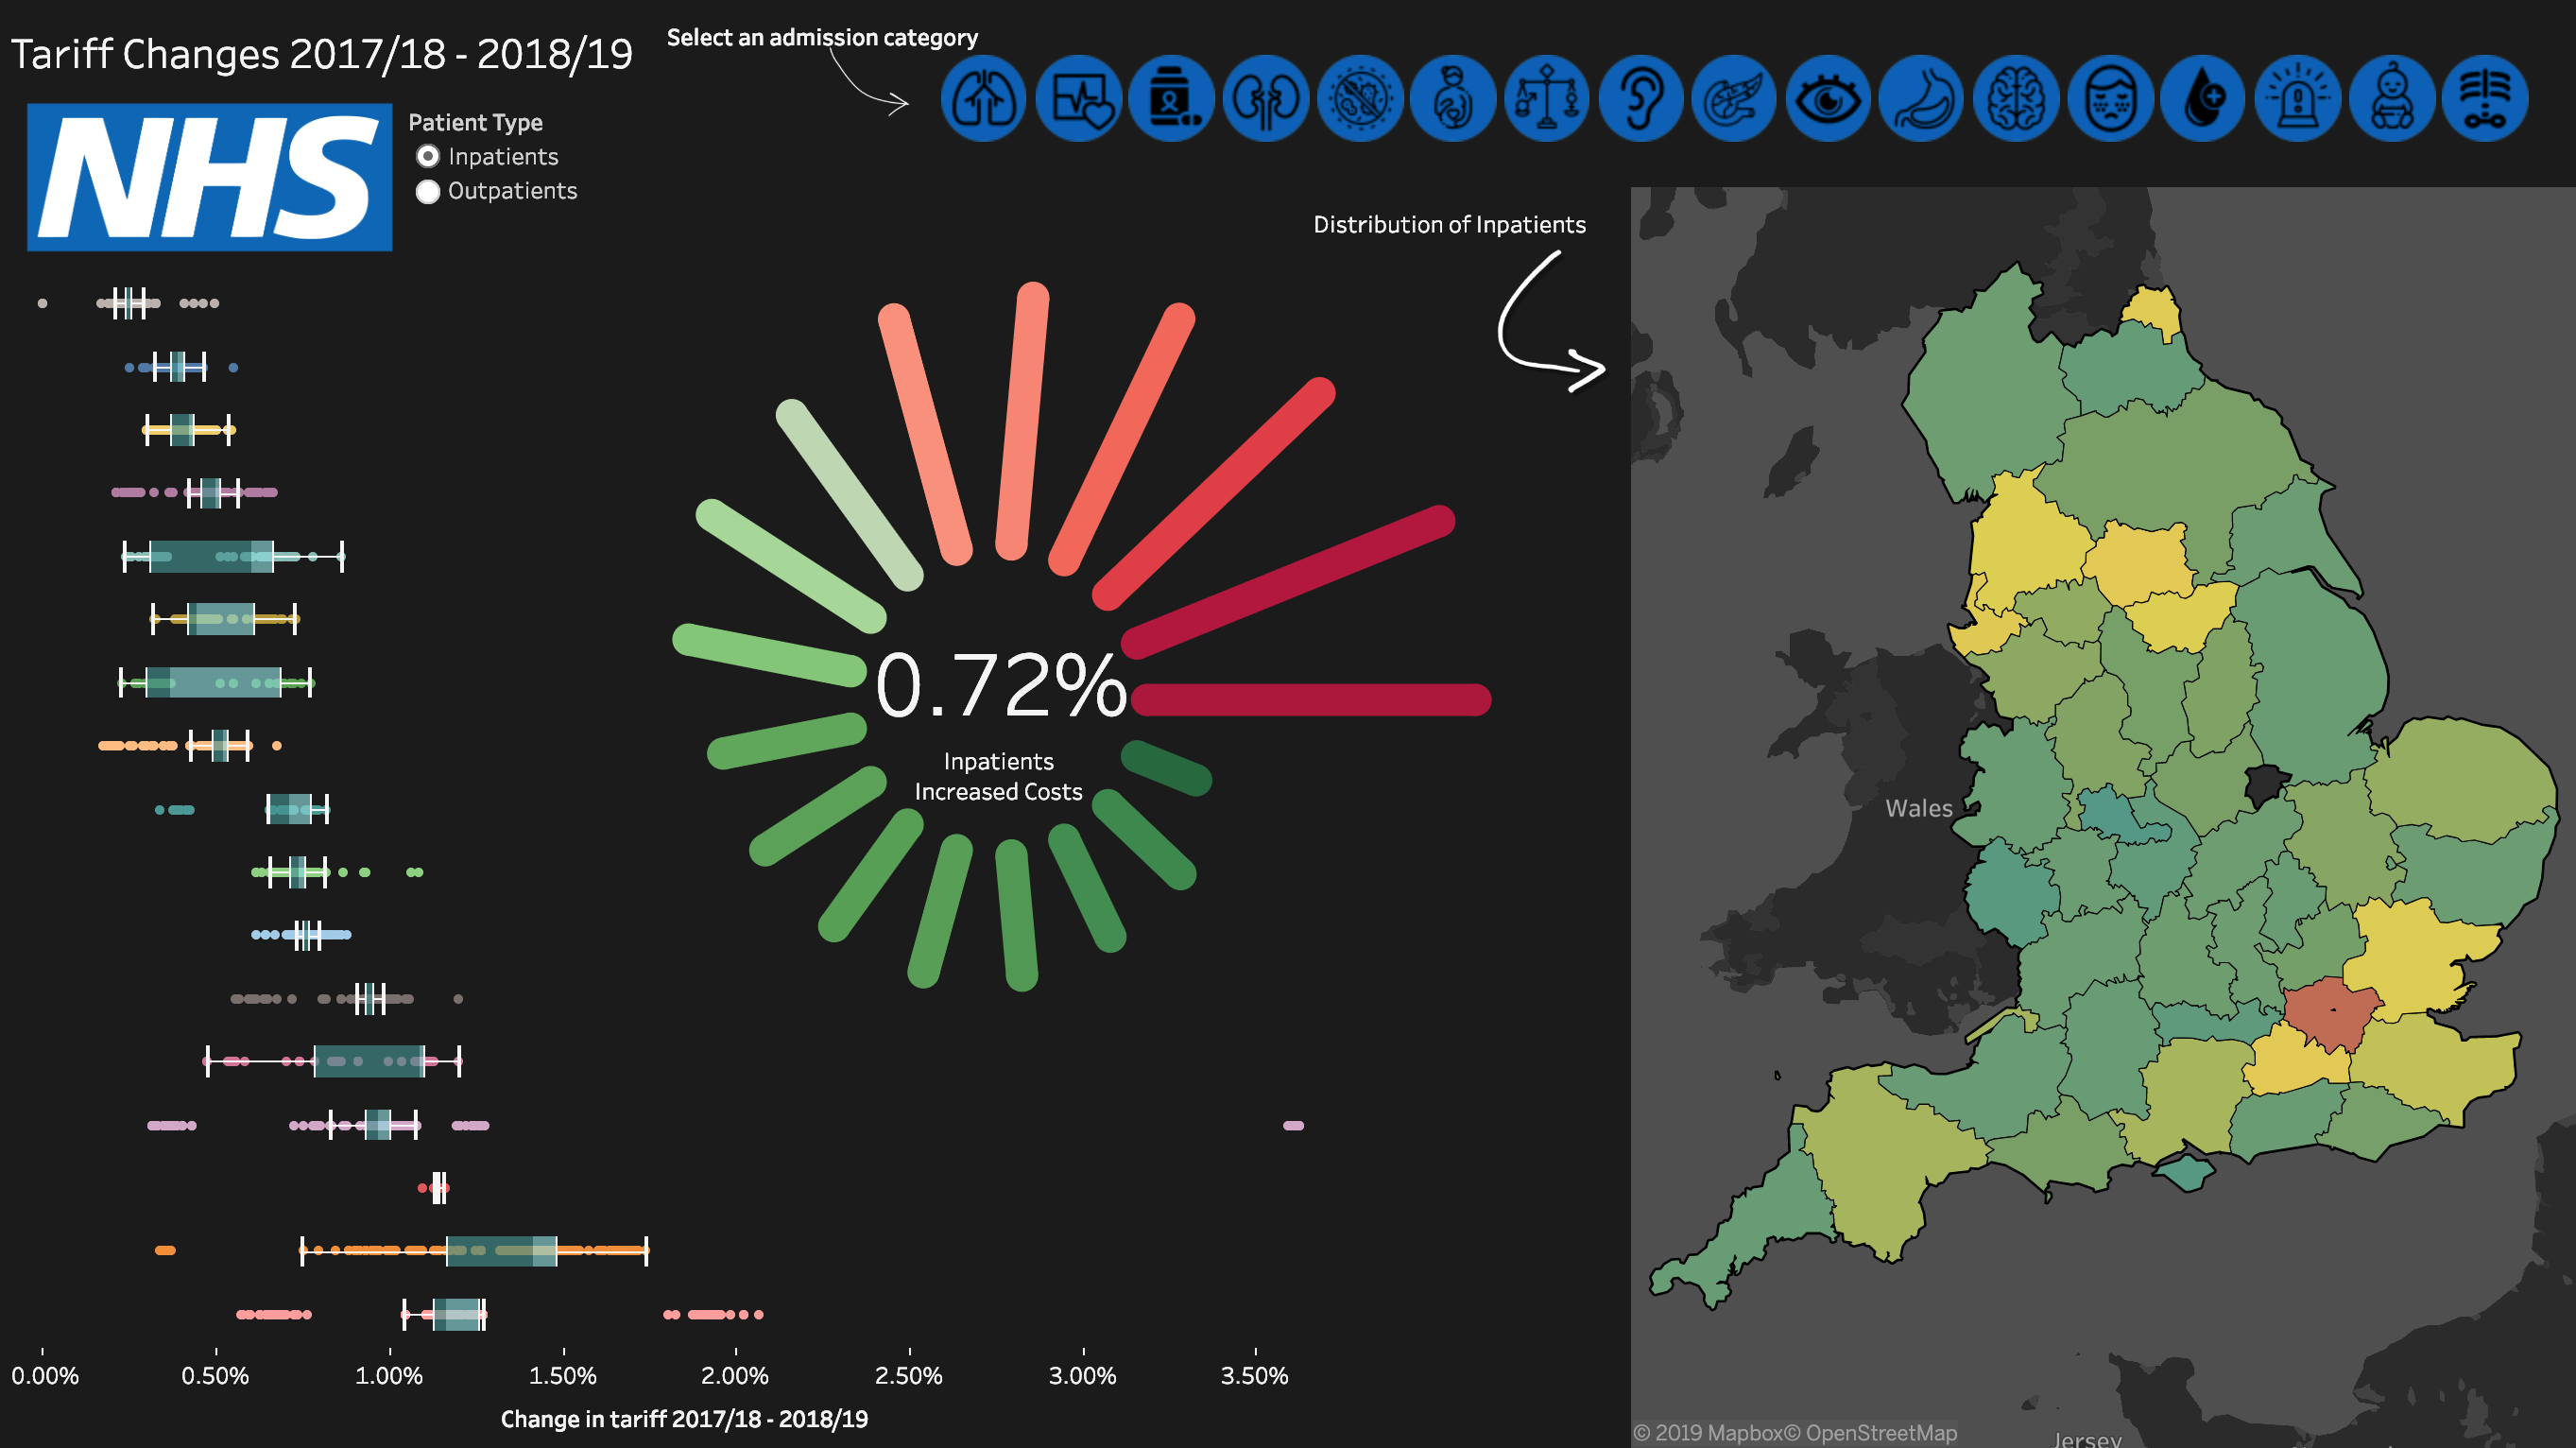 Tariff Changes 2017/18 - 2018/19
Select an admission category
NHS
Patient Type
Inpatients
Outpatients
Distribution of Inpatients
0.72%
Inpatients
Increased Costs
Wales
0.00% 0.50% 1.00% 1.50% 2.00% 2.50% 3.00% 3.50%
Change in tariff 2017/18 - 2018/19
© 2019 Mapbox© OpenStreetMap
Jersey